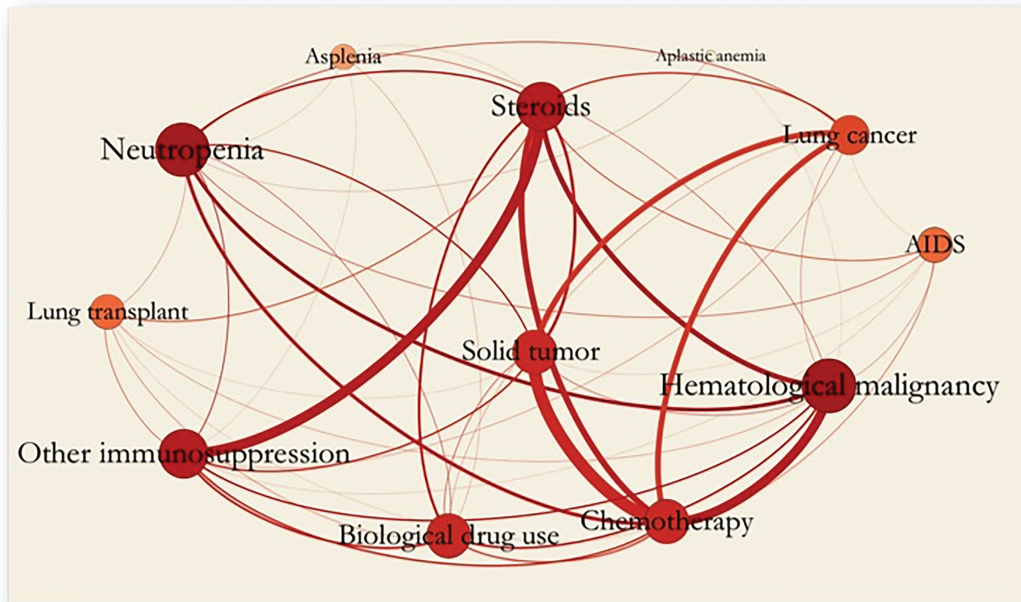 Asplenia
Aplastic anemia
Steroids
Lung cancer
Neutropenia
AIDS
Lung transplant
Solid tumor
Hematological malignancy
Other immunosuppression
Chemotherapy
Biological drug use